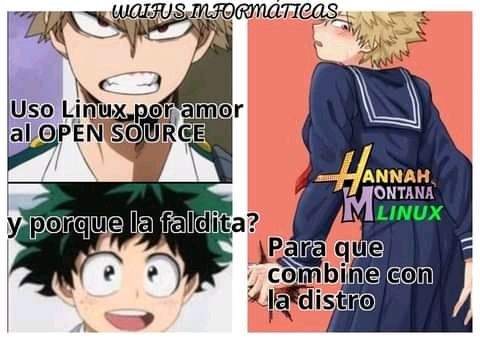 WAIFUS INFORMáTICAS
Uso Linux por amor
al OPEN SOURCE
y porque la faldita?
HANNAH
MONTANA
LINUX
Para que
combine con
la distro